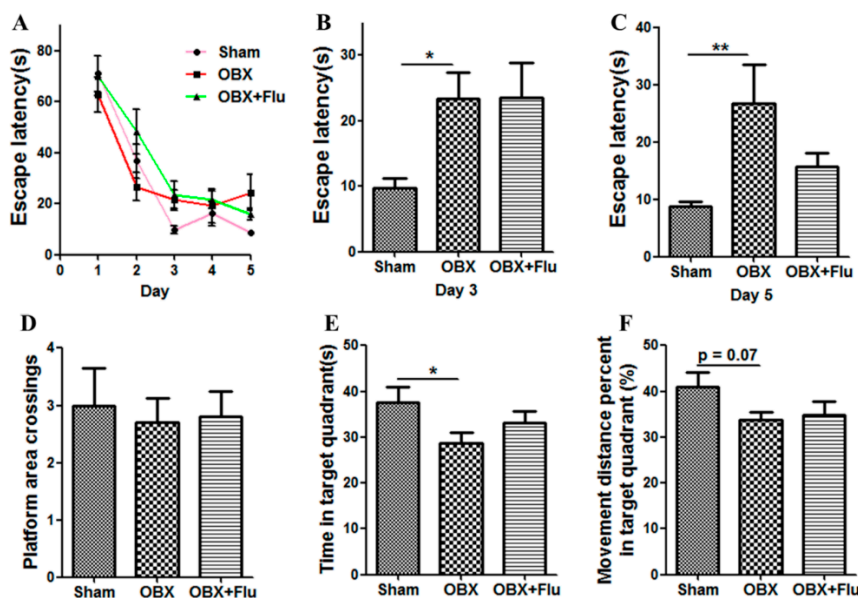 A
Escape latency(s)
80
60
40
20
0
0
1
2
3
4
5
Day
Sham
OBX
OBX+Flu
B
Escape latency(s)
30
20
10
0
*
Sham
OBX
OBX+Flu
Day 3
C
Escape latency(s)
40
30
20
10
0
**
Sham
OBX
OBX+Flu
Day 5
D
Platform area crossings
4
3
2
1
0
Sham
OBX
OBX+Flu
E
Time in target quadrant(s)
50
40
30
20
10
0
*
Sham
OBX
OBX+Flu
F
Movement distance percent
in target quadrant (%)
50
40
30
20
10
0
p = 0.07
Sham
OBX
OBX+Flu